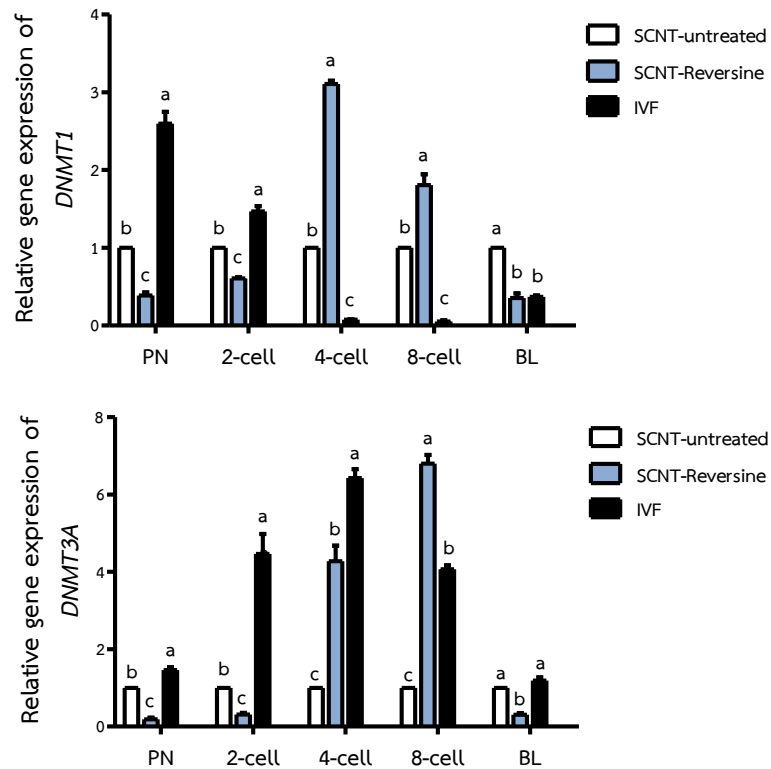 Relative gene expression of
DNMT1
4
3
2
1
0
b
c
a
b
c
a
b
a
c
b
a
c
a
b
b
PN
2-cell
4-cell
8-cell
BL
SCNT-untreated
SCNT-Reversine
IVF
Relative gene expression of
DNMT3A
8
6
4
2
0
b
c
a
b
c
a
c
b
a
c
a
b
a
b
a
PN
2-cell
4-cell
8-cell
BL
SCNT-untreated
SCNT-Reversine
IVF